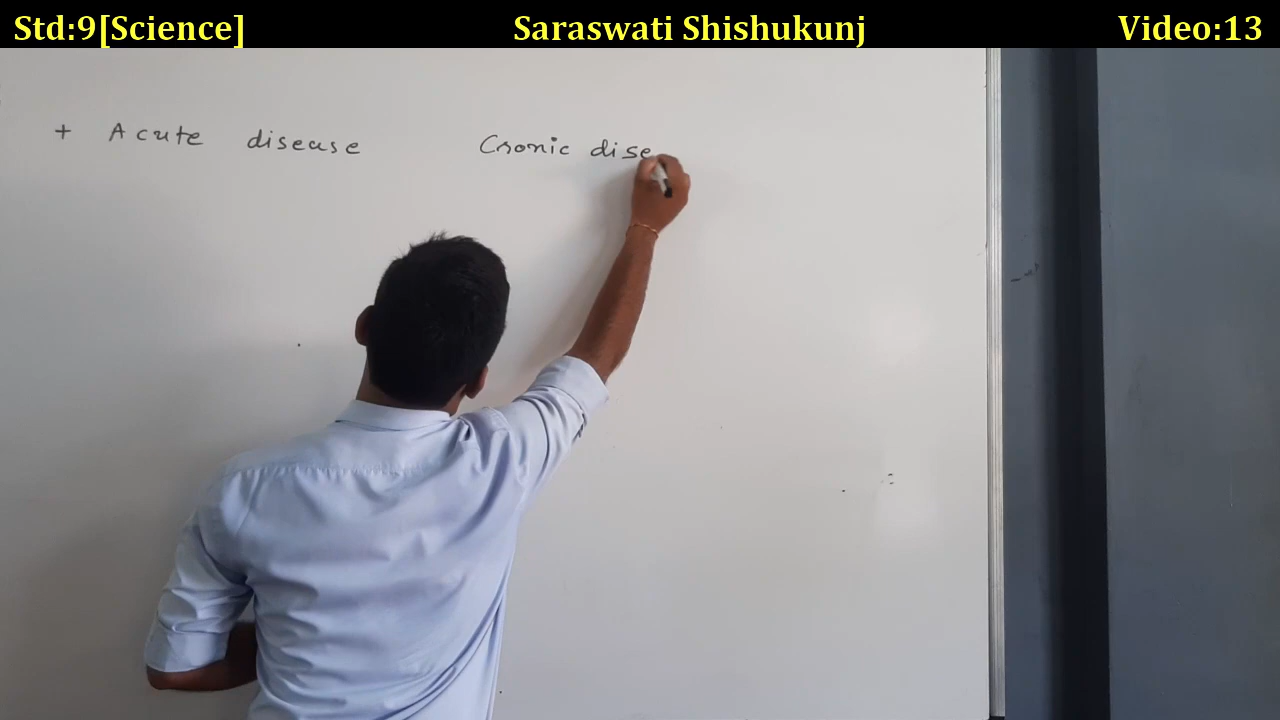 Std:9[Science] Saraswati Shishukunj Video:13
+ Acute disease Cronic dise